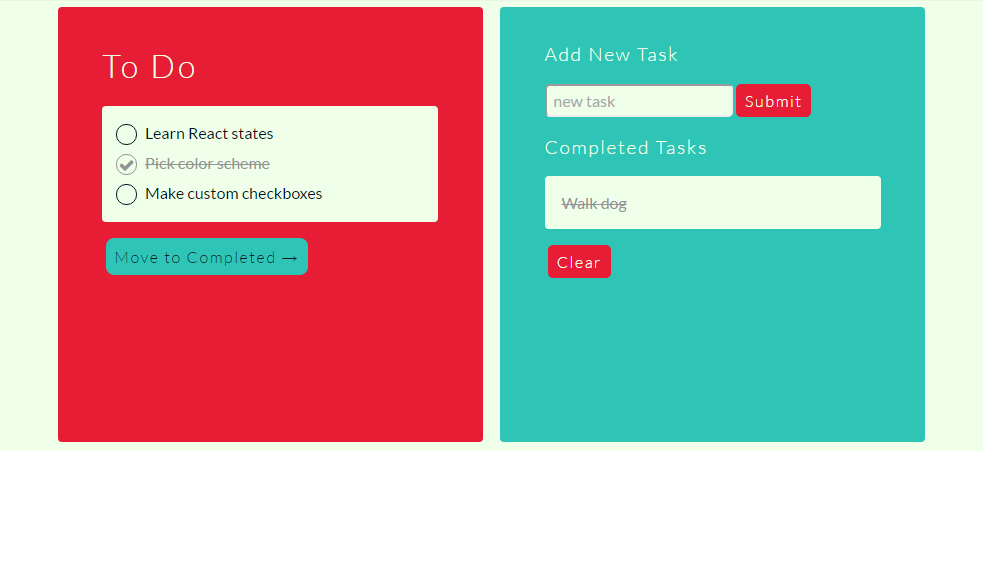 To Do
Learn React states
Pick color scheme
Make custom checkboxes
Move to Completed →
Add New Task
new task
Submit
Completed Tasks
Walk dog
Clear